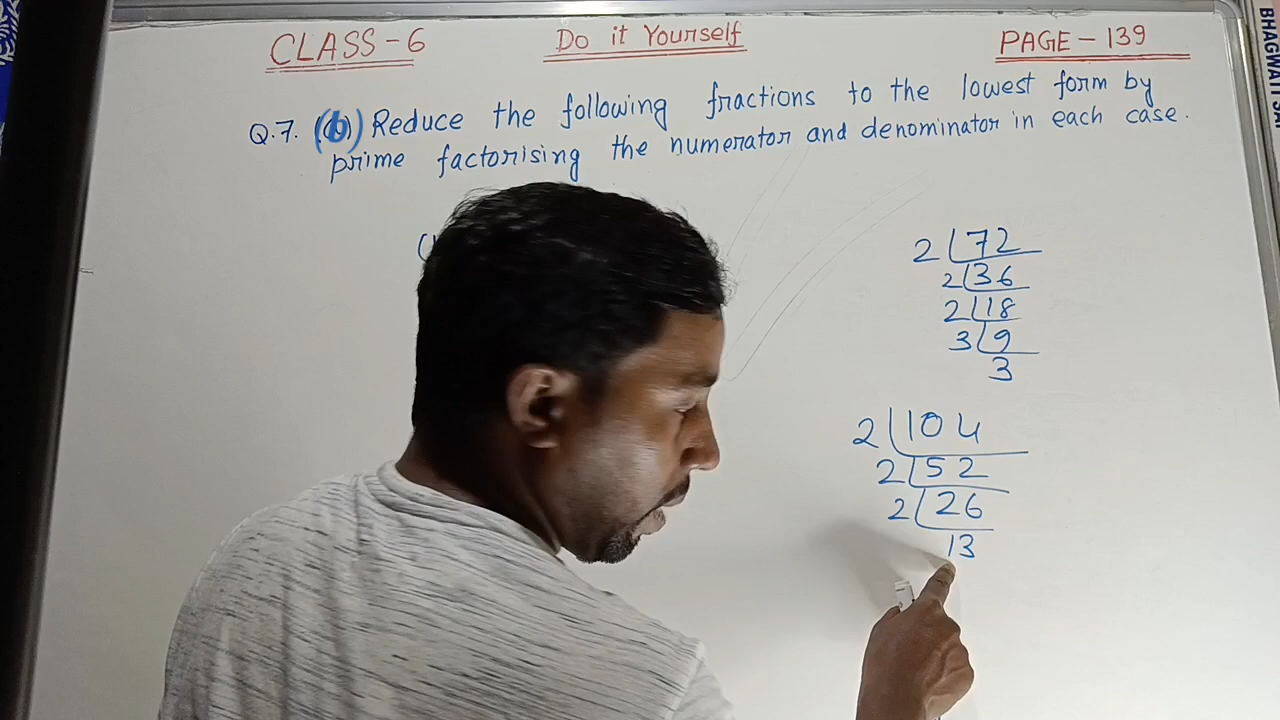 CLASS-6
Do it Yourself
PAGE-139
Q.7. (b) Reduce the following fractions to the lowest form by
prime factorising the numerator and denominator in each case.
2 72
2 36
2 18
3 9
3
2 104
2 52
2 26
13